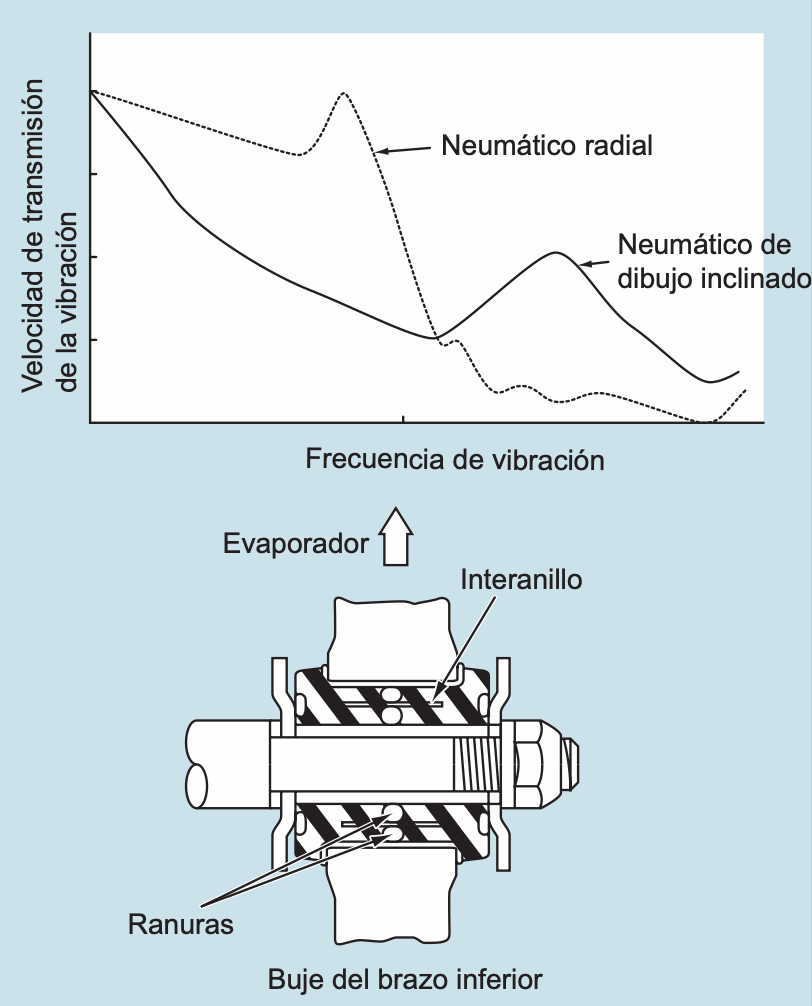 Velocidad de transmisión
de la vibración
Neumático radial
Neumático de
dibujo inclinado
Frecuencia de vibración
Evaporador
Interanillo
Ranuras
Buje del brazo inferior